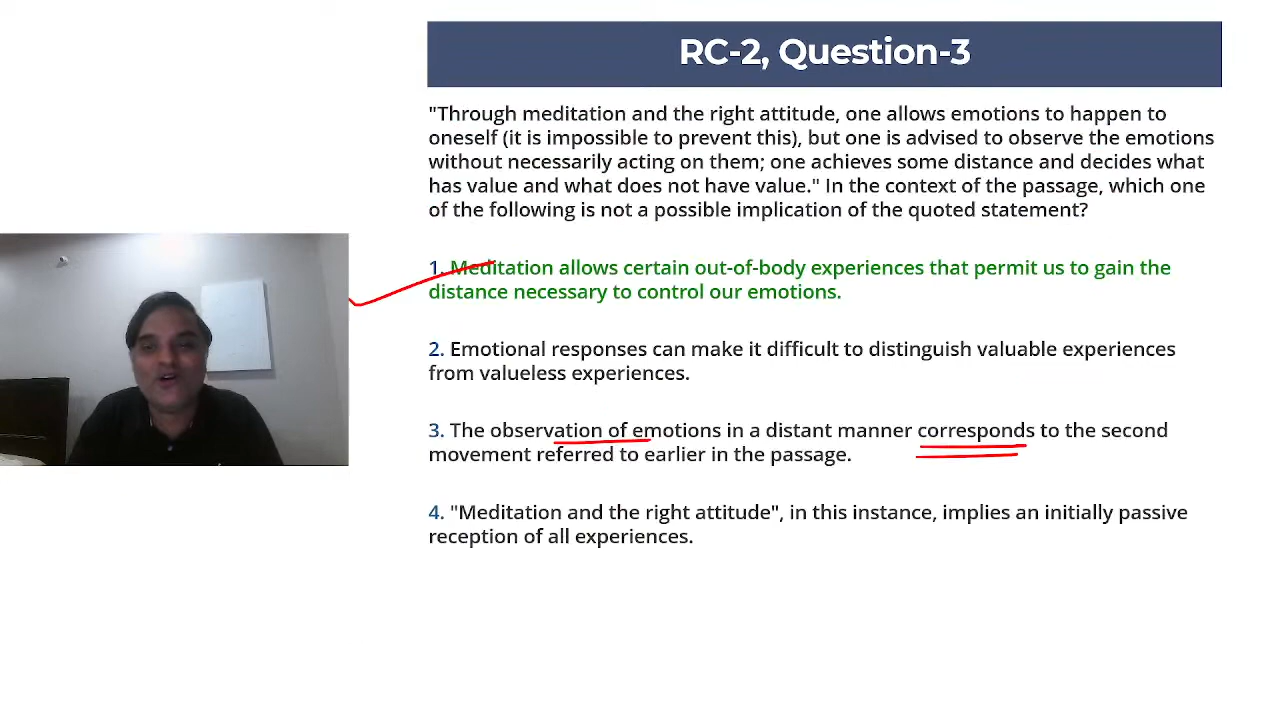 RC-2, Question-3
"Through meditation and the right attitude, one allows emotions to happen to
oneself (it is impossible to prevent this), but one is advised to observe the emotions
without necessarily acting on them; one achieves some distance and decides what
has value and what does not have value." In the context of the passage, which one
of the following is not a possible implication of the quoted statement?
1. Meditation allows certain out-of-body experiences that permit us to gain the
distance necessary to control our emotions.
2. Emotional responses can make it difficult to distinguish valuable experiences
from valueless experiences.
3. The observation of emotions in a distant manner corresponds to the second
movement referred to earlier in the passage.
4. "Meditation and the right attitude", in this instance, implies an initially passive
reception of all experiences.